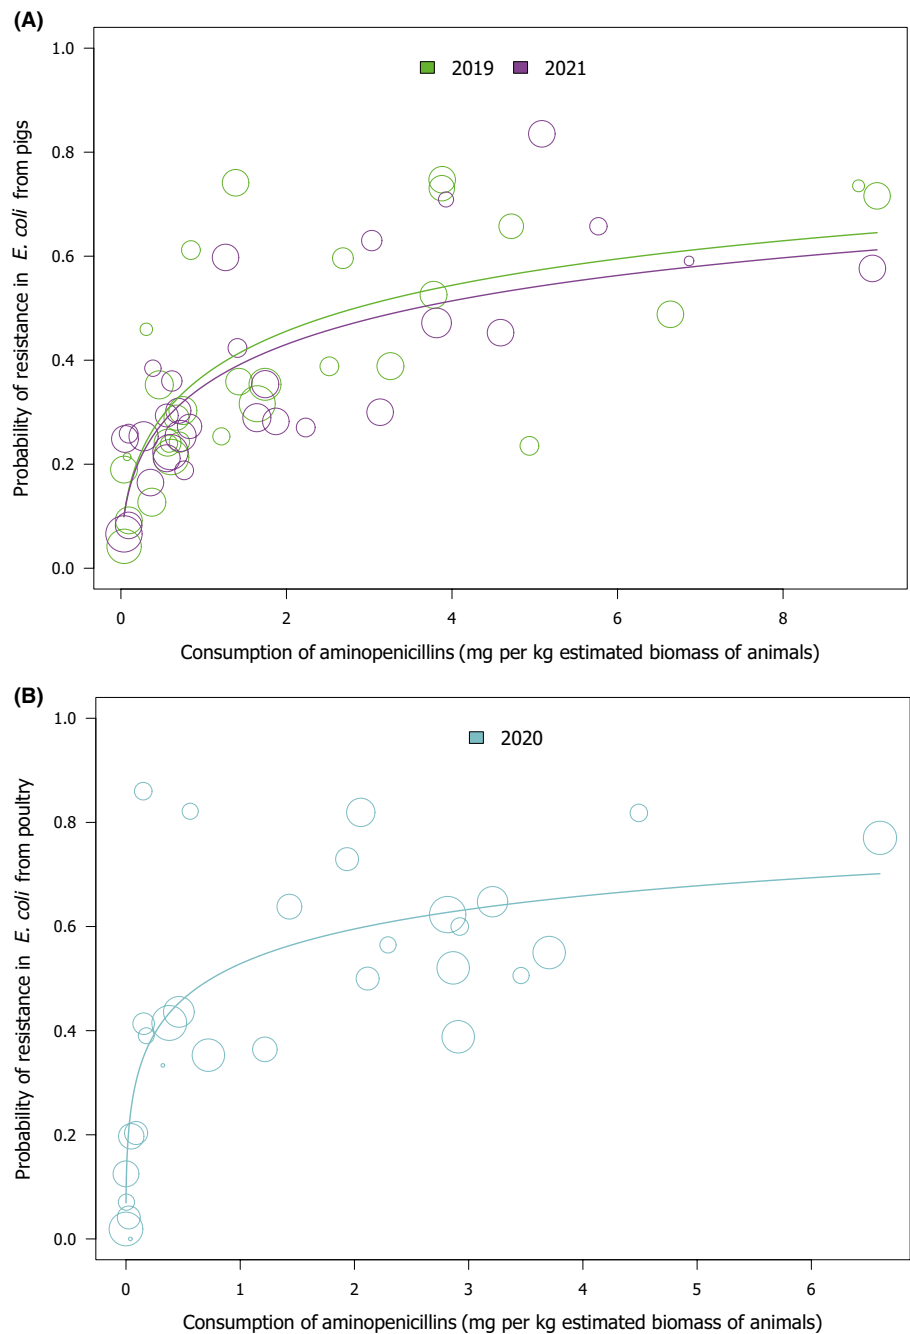 (A)
1.0
2019 2021
0.8
0.6
0.4
0.2
0.0
Probability of resistance in E. coli from pigs
0 2 4 6 8
Consumption of aminopenicillins (mg per kg estimated biomass of animals)
(B)
1.0
2020
0.8
0.6
0.4
0.2
0.0
Probability of resistance in E. coli from poultry
0 1 2 3 4 5 6
Consumption of aminopenicillins (mg per kg estimated biomass of animals)